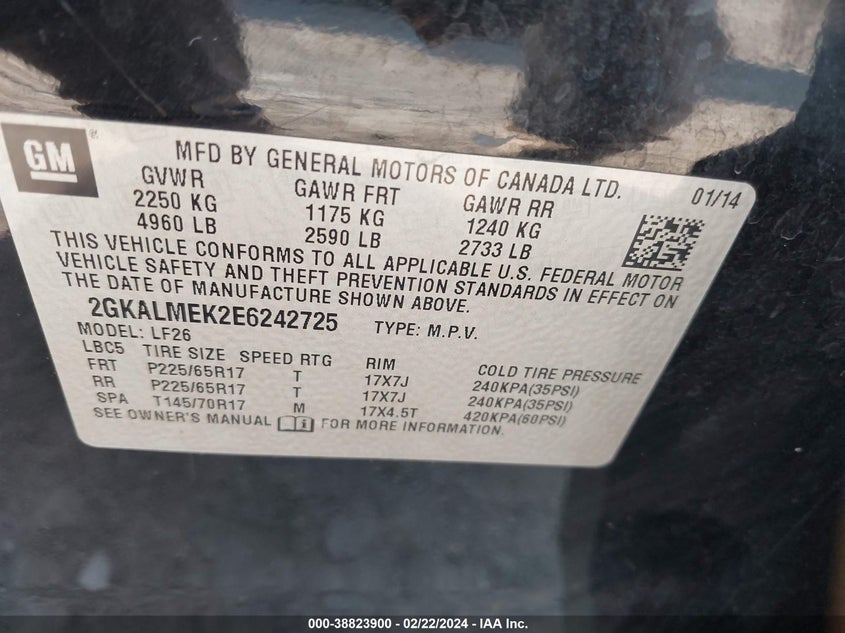 GM
MFD BY GENERAL MOTORS OF CANADA LTD. 01/14
GVWR GAWR FRT GAWR RR
2250 KG 1175 KG 1240 KG
4960 LB 2590 LB 2733 LB
THIS VEHICLE CONFORMS TO ALL APPLICABLE U.S. FEDERAL MOTOR
VEHICLE SAFETY AND THEFT PREVENTION STANDARDS IN EFFECT ON
THE DATE OF MANUFACTURE SHOWN ABOVE.
2GKALMEK2E6242725 TYPE: M.P.V.
MODEL: LF26
LBC5 TIRE SIZE SPEED RTG RIM COLD TIRE PRESSURE
FRT P225/65R17 T 17X7J 240KPA(35PSI)
RR P225/65R17 T 17X7J 240KPA(35PSI)
SPA T145/70R17 M 17X4.5T 420KPA(60PSI)
SEE OWNER'S MANUAL FOR MORE INFORMATION.
000-38823900 - 02/22/2024 - IAA Inc.